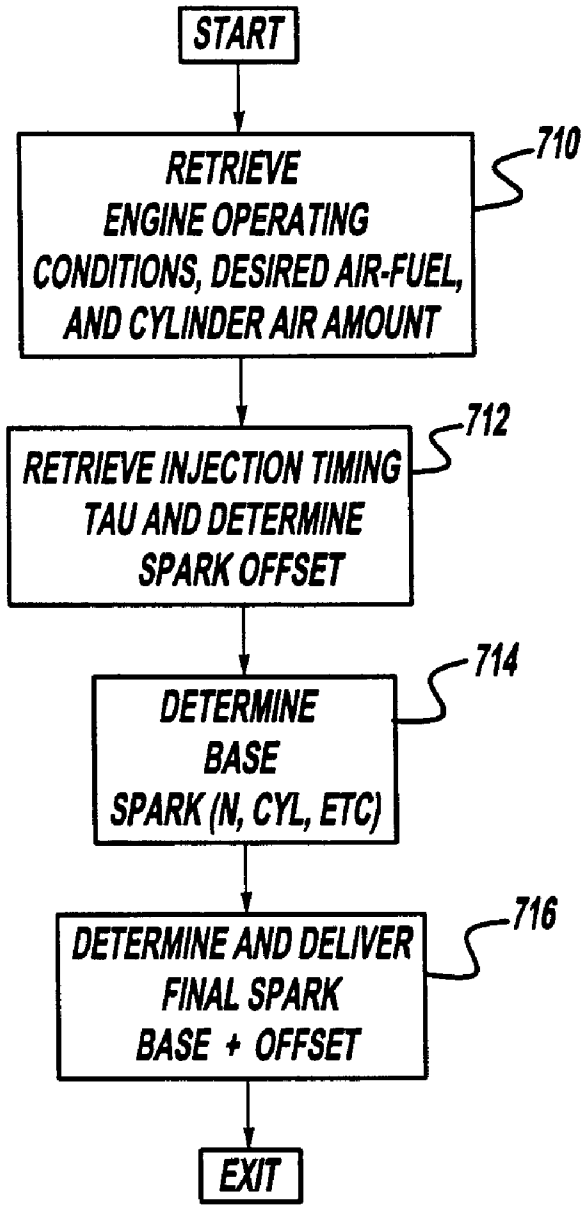 START
710
RETRIEVE
ENGINE OPERATING
CONDITIONS, DESIRED AIR-FUEL,
AND CYLINDER AIR AMOUNT
712
RETRIEVE INJECTION TIMING
TAU AND DETERMINE
SPARK OFFSET
714
DETERMINE
BASE
SPARK (N, CYL, ETC)
716
DETERMINE AND DELIVER
FINAL SPARK
BASE + OFFSET
EXIT